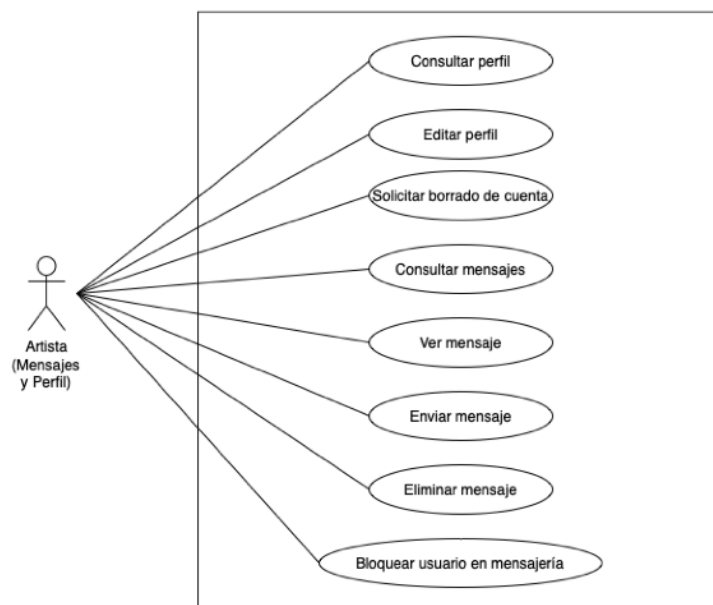 Consultar perfil
Editar perfil
Solicitar borrado de cuenta
Consultar mensajes
Ver mensaje
Artista
(Mensajes
y Perfil)
Enviar mensaje
Eliminar mensaje
Bloquear usuario en mensajería